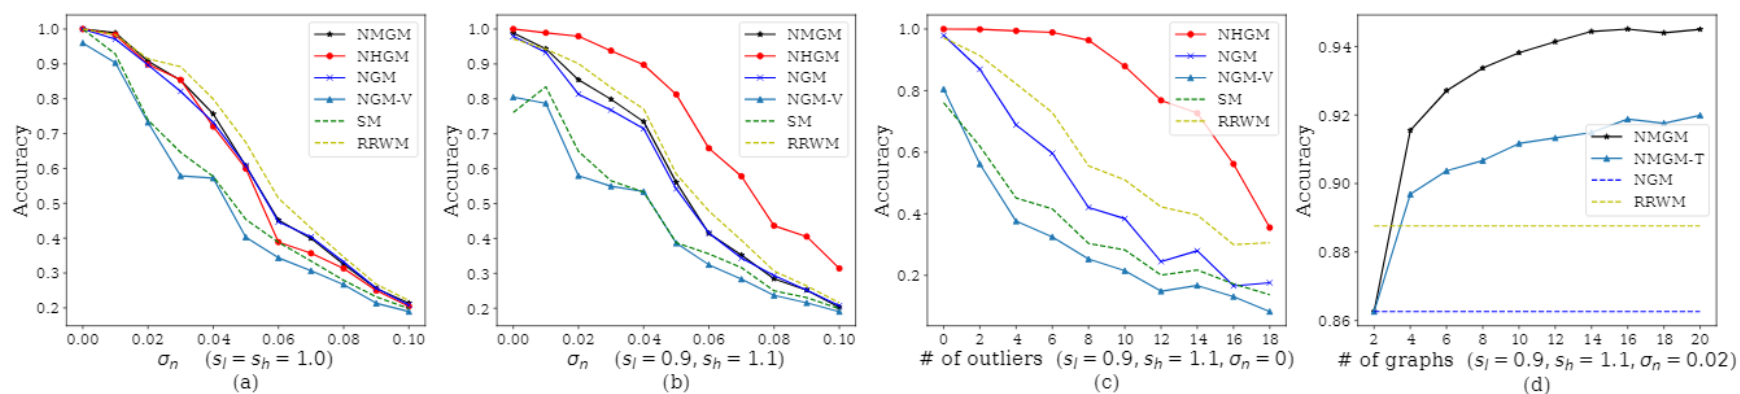 Accuracy
1.0
0.9
0.8
0.7
0.6
0.5
0.4
0.3
0.2
NMGM
NHGM
NGM
NGM-V
SM
RRWM
0.00 0.02 0.04 0.06 0.08 0.10
σₙ (sₗ = sₕ = 1.0)
(a)
Accuracy
1.0
0.9
0.8
0.7
0.6
0.5
0.4
0.3
0.2
NMGM
NHGM
NGM
NGM-V
SM
RRWM
0.00 0.02 0.04 0.06 0.08 0.10
σₙ (sₗ = 0.9, sₕ = 1.1)
(b)
Accuracy
1.0
0.8
0.6
0.4
0.2
NHGM
NGM
NGM-V
SM
RRWM
0 2 4 6 8 10 12 14 16 18
# of outliers (sₗ = 0.9, sₕ = 1.1, σₙ = 0)
(c)
Accuracy
0.94
0.92
0.90
0.88
0.86
NMGM
NMGM-T
NGM
RRWM
2 4 6 8 10 12 14 16 18 20
# of graphs (sₗ = 0.9, sₕ = 1.1, σₙ = 0.02)
(d)